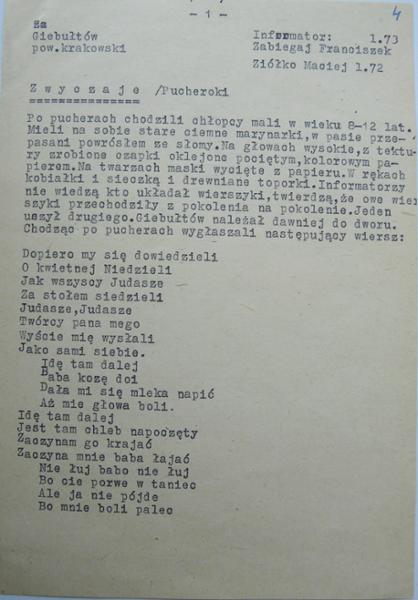 - 1 -
4
Za
Giebułtów
pow.krakowski
Informator: 1.73
Zabiegaj Franciszek
Ziółko Maciej 1.72
Zwyczaje /Pucheroki
Po pucherach chodzili chłopcy mali w wieku 8-12 lat.
Mieli na sobie stare ciemne marynarki,w pasie prze-
pasani powrósłem ze słomy.Na głowach wysokie,z tektu
ry zrobione czapki oklejone pociętym,kolorowym pa-
pierem.Na twarzach maski wycięte z papieru.W rękach
kobiałki i sieczką i drewniane toporki.Informatorzy
nie wiedzą kto układał wierszyki,twierdzą,że owe wier
szyki przechodziły z pokolenia na pokolenie.Jeden
uszył drugiego.Giebułtów należał dawniej do dworu.
Chodząc po pucherach wygłaszali następujący wiersz:
Dopiero my się dowiedzieli
O kwietnej Niedzieli
Jak wszyscy Judasze
Za stołem siedzieli
Judasze,Judasze
Twórcy pana mego
Wyście mię wysłali
Jako sami siebie.
Idę tam dalej
Baba kozę doi
Dała mi się mleka napić
Aż mie głowa boli.
Idę tam dalej
Jest tam chleb napoczęty
Zaczynam go krajać
Zaczyna mnie baba łajać
Nie łuj babo nie łuj
Bo cie porwe w taniec
Ale ja nie pójde
Bo mnie boli palec